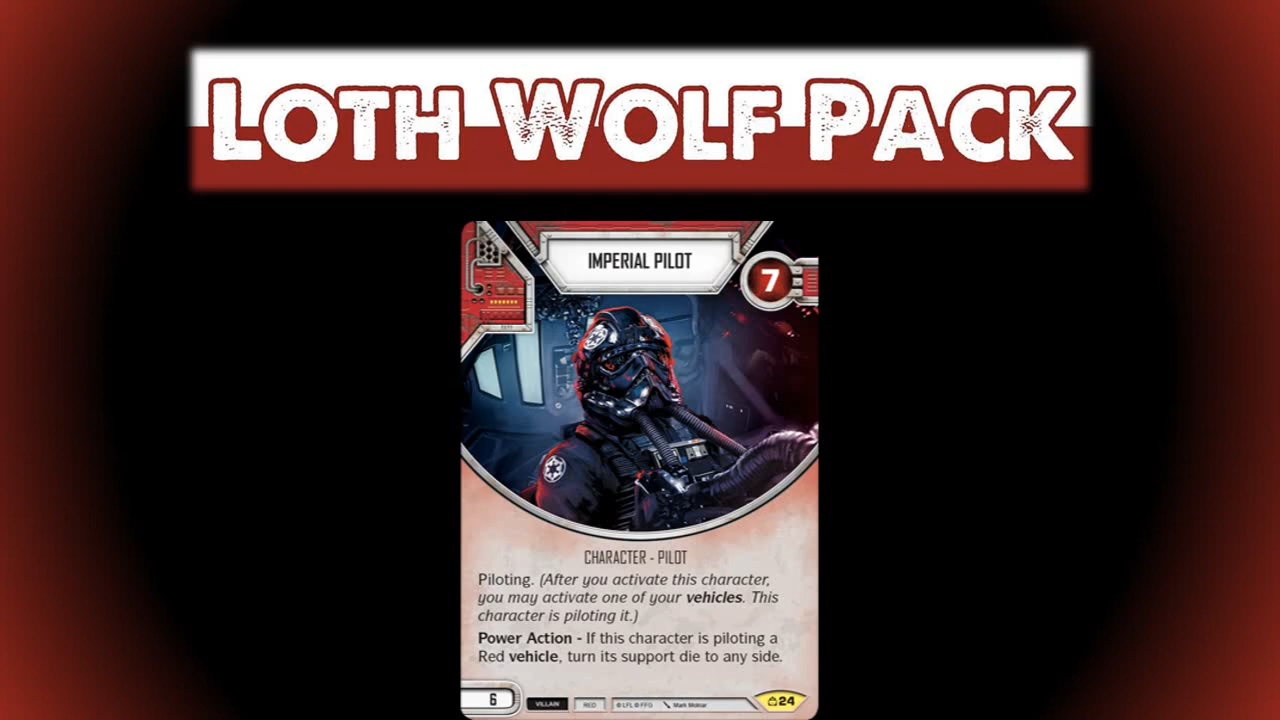 LOTH WOLF PACK
IMPERIAL PILOT
7
CHARACTER - PILOT
Piloting. (After you activate this character,
you may activate one of your vehicles. This
character is piloting it.)
Power Action - If this character is piloting a
Red vehicle, turn its support die to any side.
6
VILLAIN
RED
© LFL © FFG
Mark Molnar
24